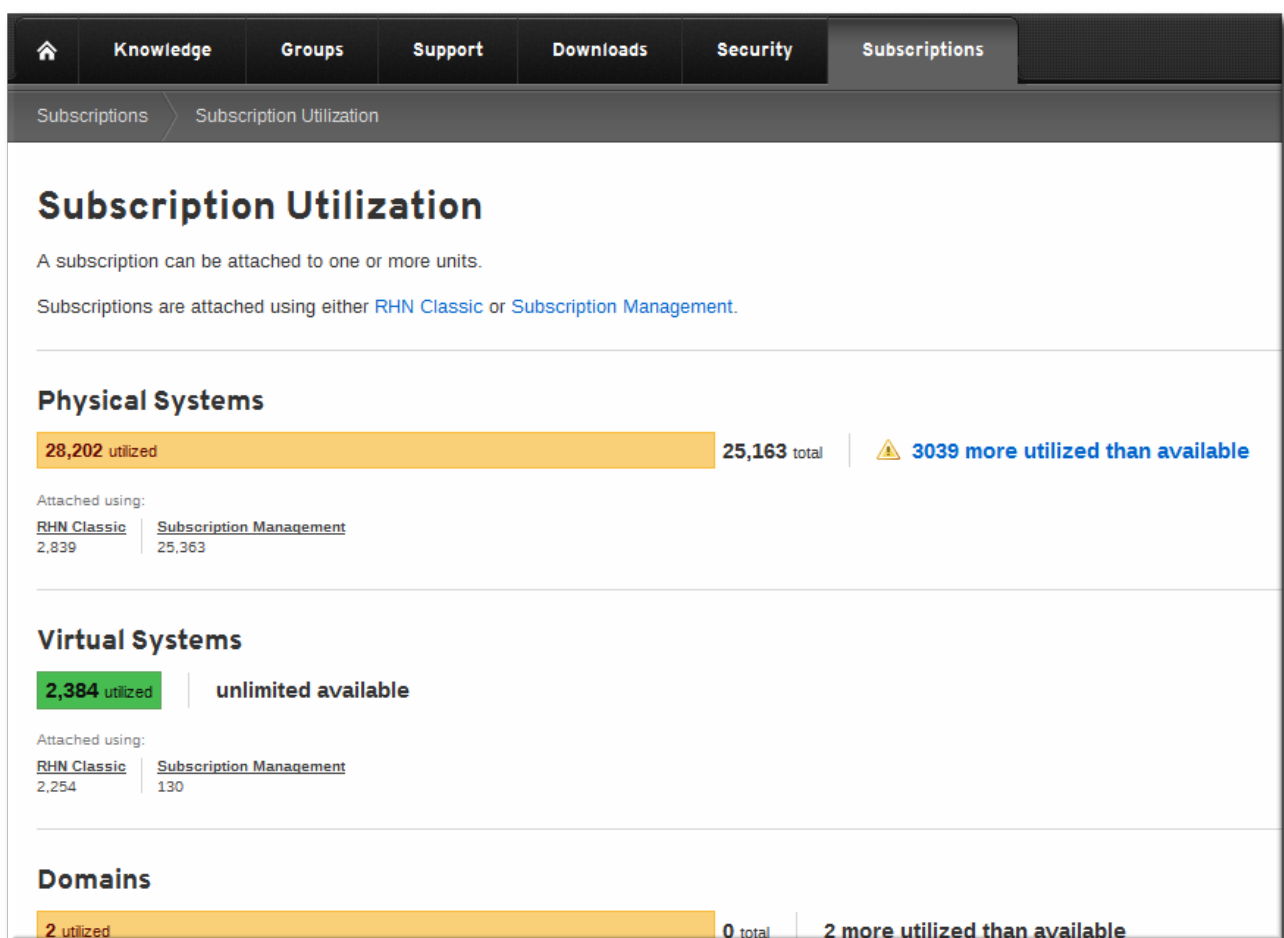 Knowledge Groups Support Downloads Security Subscriptions
Subscriptions Subscription Utilization
Subscription Utilization
A subscription can be attached to one or more units.
Subscriptions are attached using either RHN Classic or Subscription Management.
Physical Systems
28,202 utilized 25,163 total 3039 more utilized than available
Attached using:
RHN Classic Subscription Management
2,839 25,363
Virtual Systems
2,384 utilized unlimited available
Attached using:
RHN Classic Subscription Management
2,254 130
Domains
2 utilized 0 total 2 more utilized than available